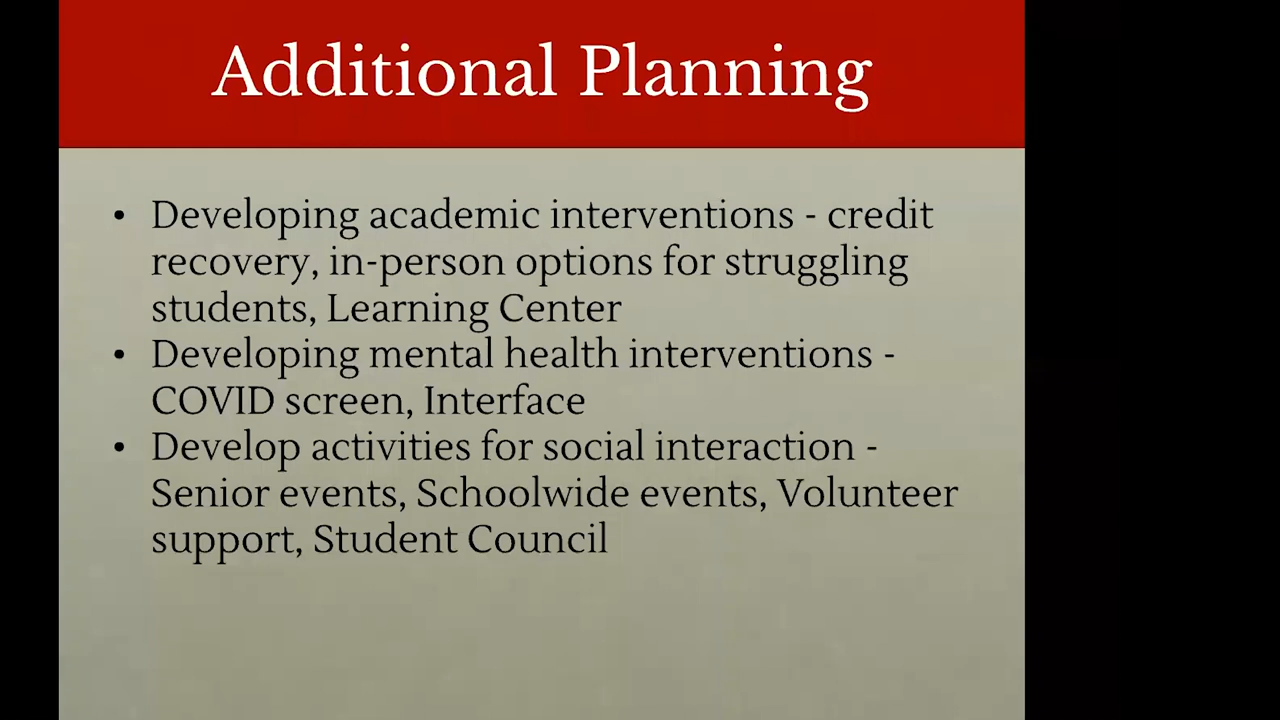 Additional Planning
• Developing academic interventions - credit
recovery, in-person options for struggling
students, Learning Center
• Developing mental health interventions -
COVID screen, Interface
• Develop activities for social interaction -
Senior events, Schoolwide events, Volunteer
support, Student Council